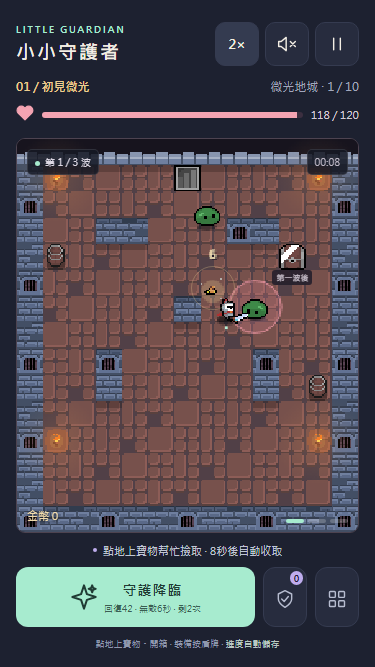 LITTLE GUARDIAN
小小守護者
2×
01 / 初見微光
微光地城 · 1 / 10
118 / 120
第 1 / 3 波
00:08
6
第一波後
金幣 0
點地上寶物幫忙撿取 · 8秒後自動收取
守護降臨
回復42 · 無敵6秒 · 剩2次
0
點地上寶物 · 開箱 · 裝備按盾牌 · 進度自動儲存